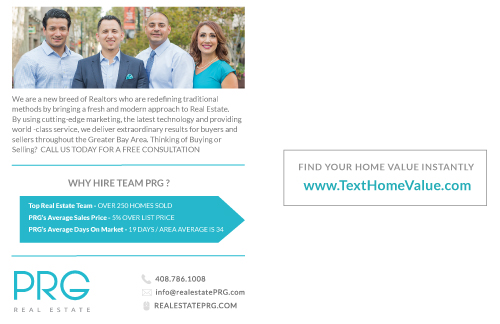 We are a new breed of Realtors who are redefining traditional
methods by bringing a fresh and modern approach to Real Estate.
By using cutting-edge marketing, the latest technology and providing
world -class service, we deliver extraordinary results for buyers and
sellers throughout the Greater Bay Area. Thinking of Buying or
Selling? CALL US TODAY FOR A FREE CONSULTATION
WHY HIRE TEAM PRG ?
Top Real Estate Team - OVER 250 HOMES SOLD
PRG's Average Sales Price - 5% OVER LIST PRICE
PRG's Average Days On Market - 19 DAYS / AREA AVERAGE IS 34
PRG
REAL ESTATE
408.786.1008
info@realestatePRG.com
REALESTATEPRG.COM
FIND YOUR HOME VALUE INSTANTLY
www.TextHomeValue.com